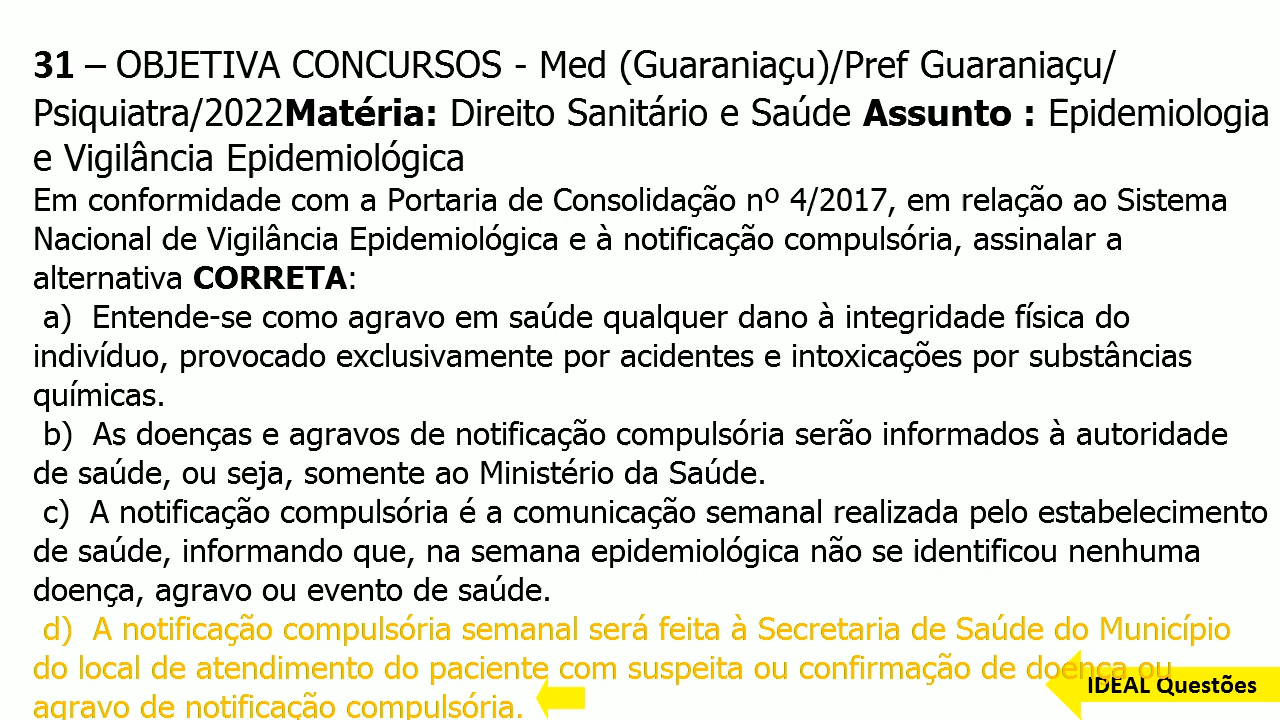 31 – OBJETIVA CONCURSOS - Med (Guaraniaçu)/Pref Guaraniaçu/
Psiquiatra/2022Matéria: Direito Sanitário e Saúde Assunto : Epidemiologia
e Vigilância Epidemiológica
Em conformidade com a Portaria de Consolidação nº 4/2017, em relação ao Sistema
Nacional de Vigilância Epidemiológica e à notificação compulsória, assinalar a
alternativa CORRETA:
a) Entende-se como agravo em saúde qualquer dano à integridade física do
indivíduo, provocado exclusivamente por acidentes e intoxicações por substâncias
químicas.
b) As doenças e agravos de notificação compulsória serão informados à autoridade
de saúde, ou seja, somente ao Ministério da Saúde.
c) A notificação compulsória é a comunicação semanal realizada pelo estabelecimento
de saúde, informando que, na semana epidemiológica não se identificou nenhuma
doença, agravo ou evento de saúde.
d) A notificação compulsória semanal será feita à Secretaria de Saúde do Município
do local de atendimento do paciente com suspeita ou confirmação de doença ou
agravo de notificação compulsória.
IDEAL Questões